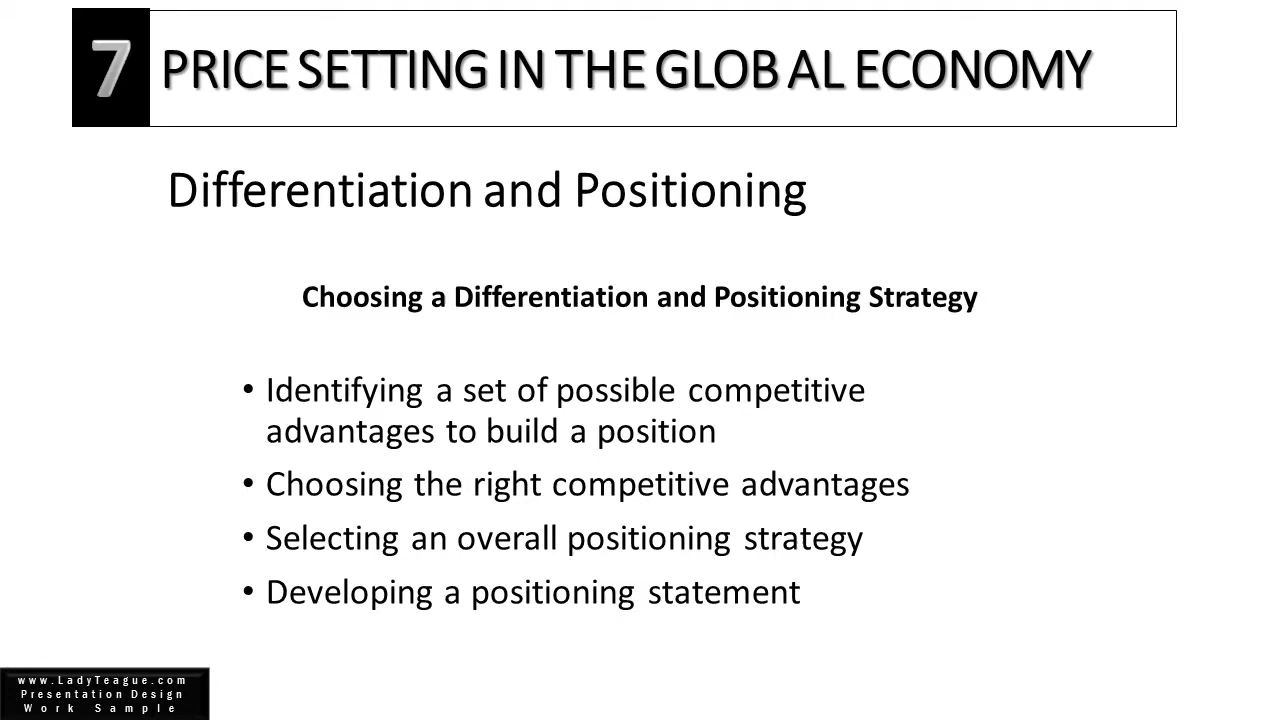 7 PRICE SETTING IN THE GLOB AL ECONOMY
Differentiation and Positioning
Choosing a Differentiation and Positioning Strategy
• Identifying a set of possible competitive
advantages to build a position
• Choosing the right competitive advantages
• Selecting an overall positioning strategy
• Developing a positioning statement
www.LadyTeague.com
Presentation Design
Work Sample